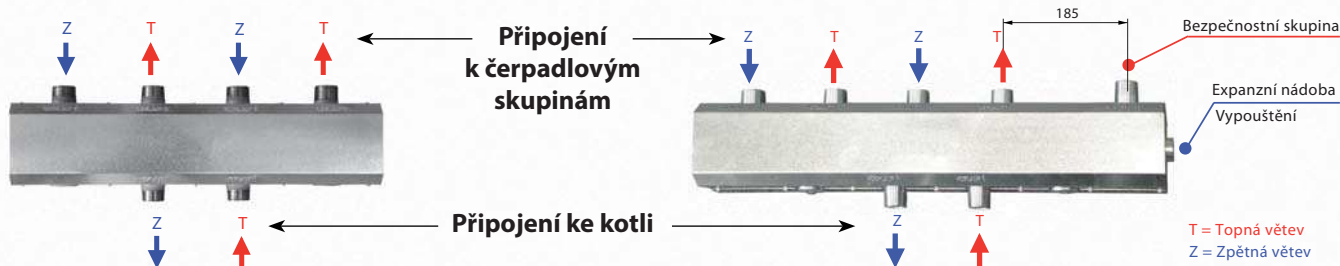 Z T Z T
Připojení
k čerpadlovým
skupinám
Z T Z T
185
Bezpečnostní skupina
Expanzní nádoba
Vypouštění
Z T
Připojení ke kotli
Z T
T = Topná větev
Z = Zpětná větev